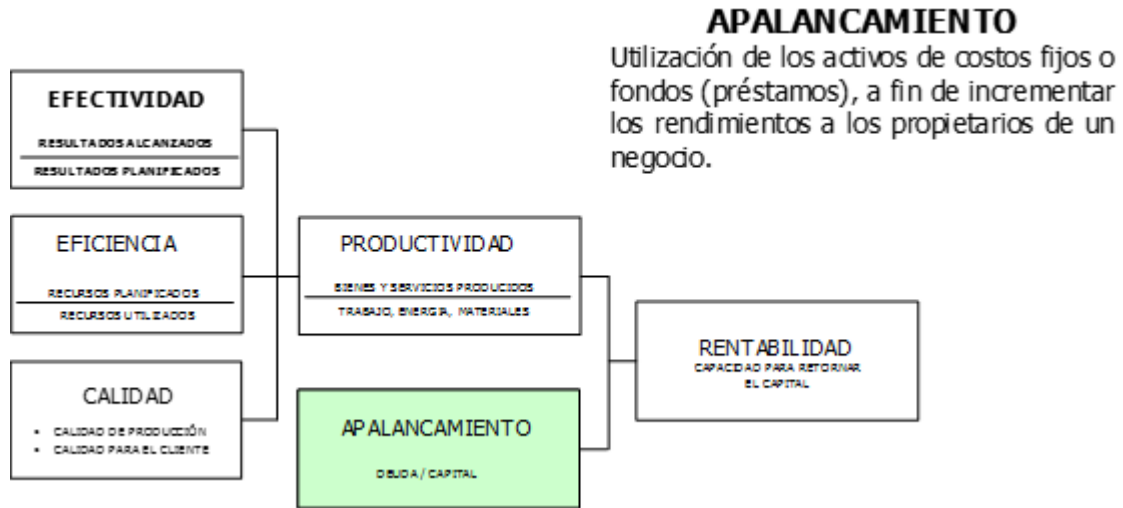 APALANCAMIENTO
Utilización de los activos de costos fijos o
fondos (préstamos), a fin de incrementar
los rendimientos a los propietarios de un
negocio.
EFECTIVIDAD
RESULTADOS ALCANZADOS
RESULTADOS PLANIFICADOS
EFICIENCIA
RECURSOS PLANIFICADOS
RECURSOS UTILIZADOS
CALIDAD
• CALIDAD DE PRODUCCIÓN
• CALIDAD PARA EL CLIENTE
PRODUCTIVIDAD
BIENES Y SERVICIOS PRODUCIDOS
TRABAJO, ENERGIA, MATERIALES
APALANCAMIENTO
DEUDA / CAPITAL
RENTABILIDAD
CAPACIDAD PARA RETORNAR
EL CAPITAL